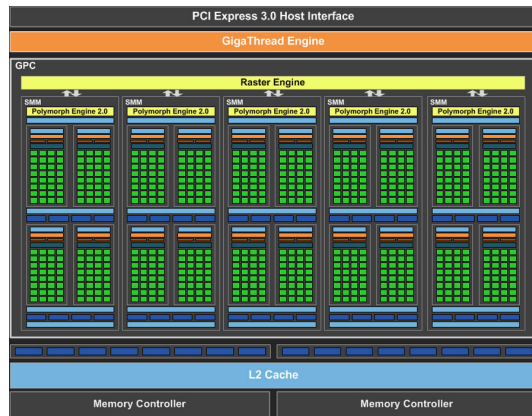 PCI Express 3.0 Host Interface
GigaThread Engine
GPC
Raster Engine
SMM SMM SMM SMM SMM
Polymorph Engine 2.0 Polymorph Engine 2.0 Polymorph Engine 2.0 Polymorph Engine 2.0 Polymorph Engine 2.0
L2 Cache
Memory Controller Memory Controller